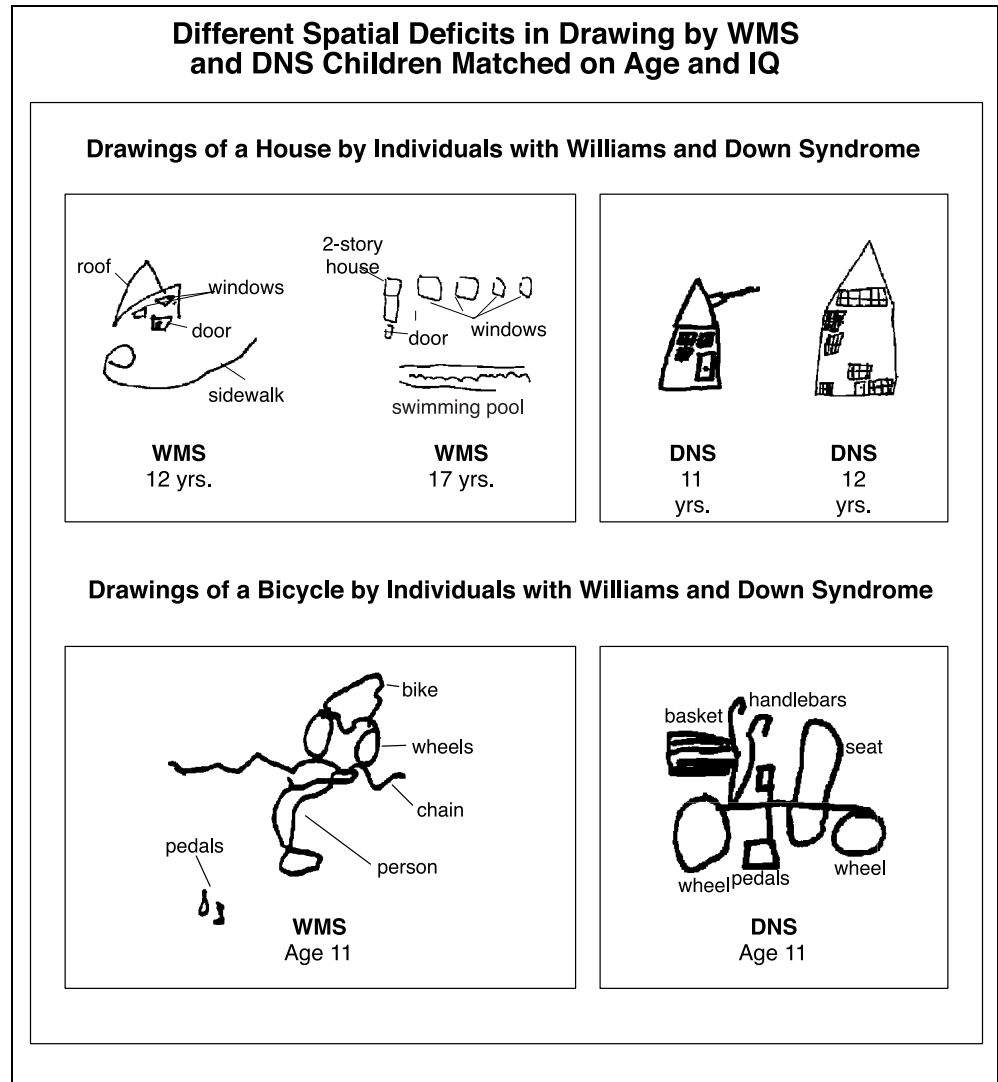 Different Spatial Deficits in Drawing by WMS
and DNS Children Matched on Age and IQ
Drawings of a House by Individuals with Williams and Down Syndrome
roof
windows
door
sidewalk
WMS
12 yrs.
2-story
house
door
windows
swimming pool
WMS
17 yrs.
DNS
11
yrs.
DNS
12
yrs.
Drawings of a Bicycle by Individuals with Williams and Down Syndrome
bike
wheels
chain
person
pedals
WMS
Age 11
handlebars
basket
seat
wheel
pedals
wheel
DNS
Age 11